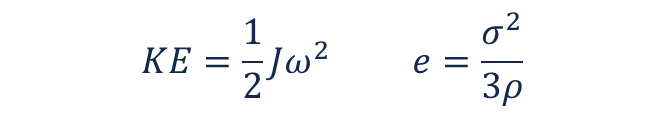 KE = 1/2 Jω² e = σ²/3ρ